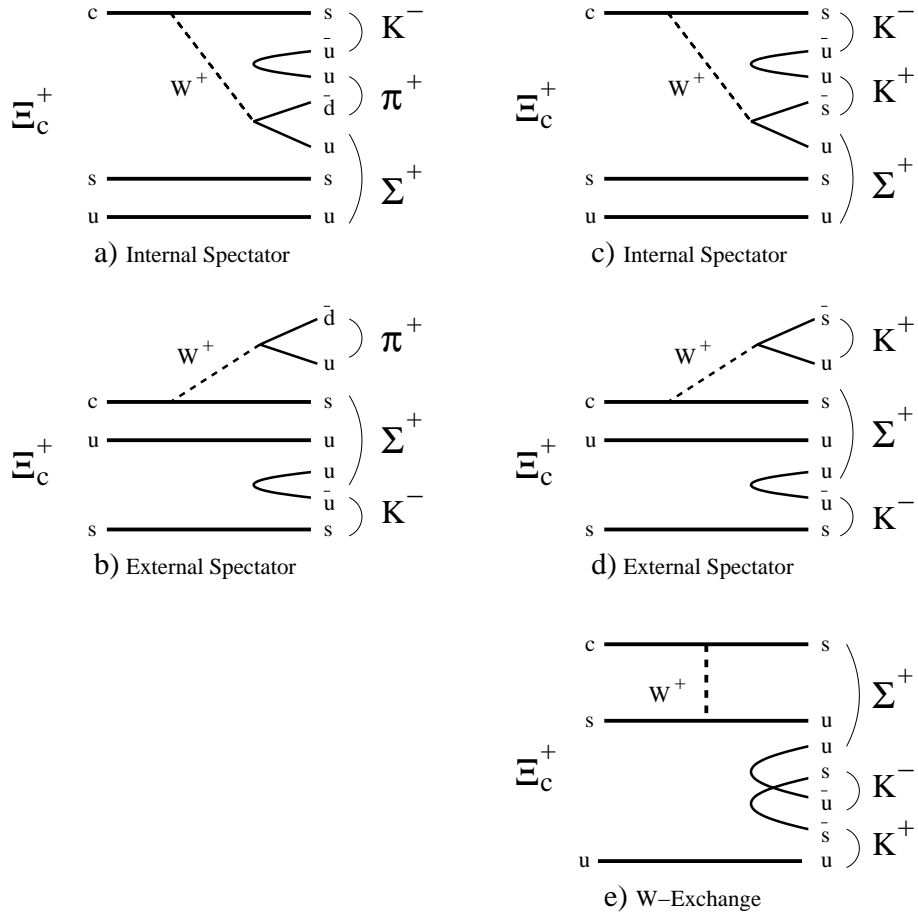 c s K⁻
ū
W⁺ u π⁺
Ξc⁺ d̄
u
s s Σ⁺
u u
a) Internal Spectator
c s K⁻
ū
W⁺ u K⁺
Ξc⁺ s̄
u
s s Σ⁺
u u
c) Internal Spectator
d̄ π⁺
W⁺ u
c s
u u Σ⁺
Ξc⁺ u
ū K⁻
s s
b) External Spectator
s̄ K⁺
W⁺ u
c s
u u Σ⁺
Ξc⁺ u
ū K⁻
s s
d) External Spectator
c s
W⁺ Σ⁺
s u
u
Ξc⁺ s K⁻
ū
s̄ K⁺
u u
e) W–Exchange